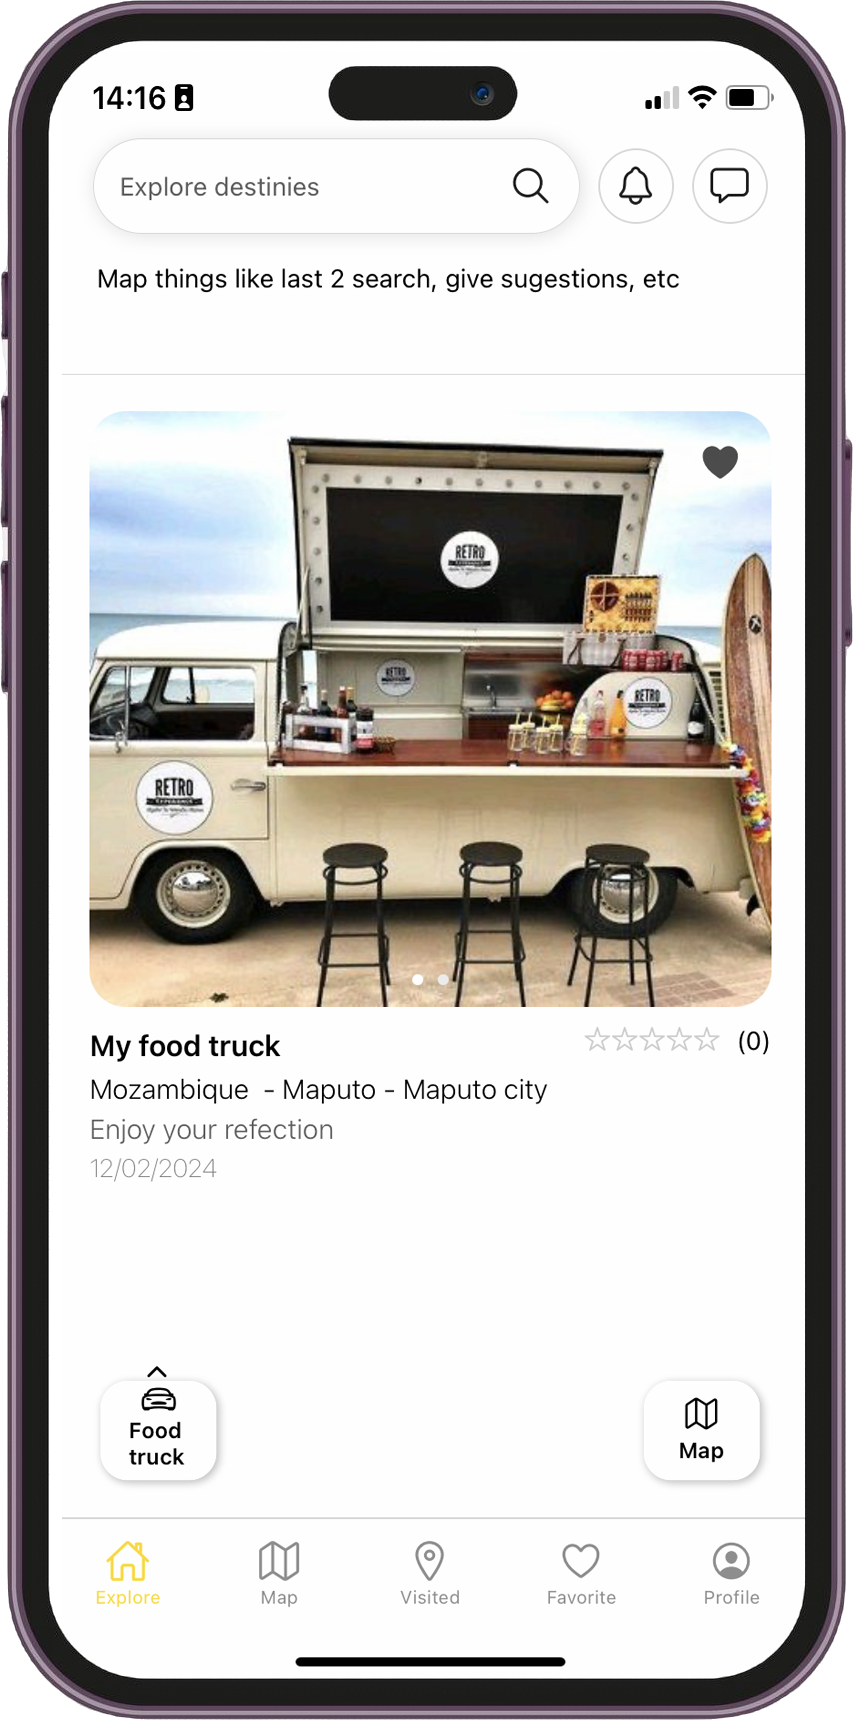 14:16
Explore destinies
Map things like last 2 search, give sugestions, etc
RETRO
RETRO
RETRO
RETRO
EXPERIENCE
My food truck
(0)
Mozambique - Maputo - Maputo city
Enjoy your refection
12/02/2024
Food
truck
Map
Explore
Map
Visited
Favorite
Profile